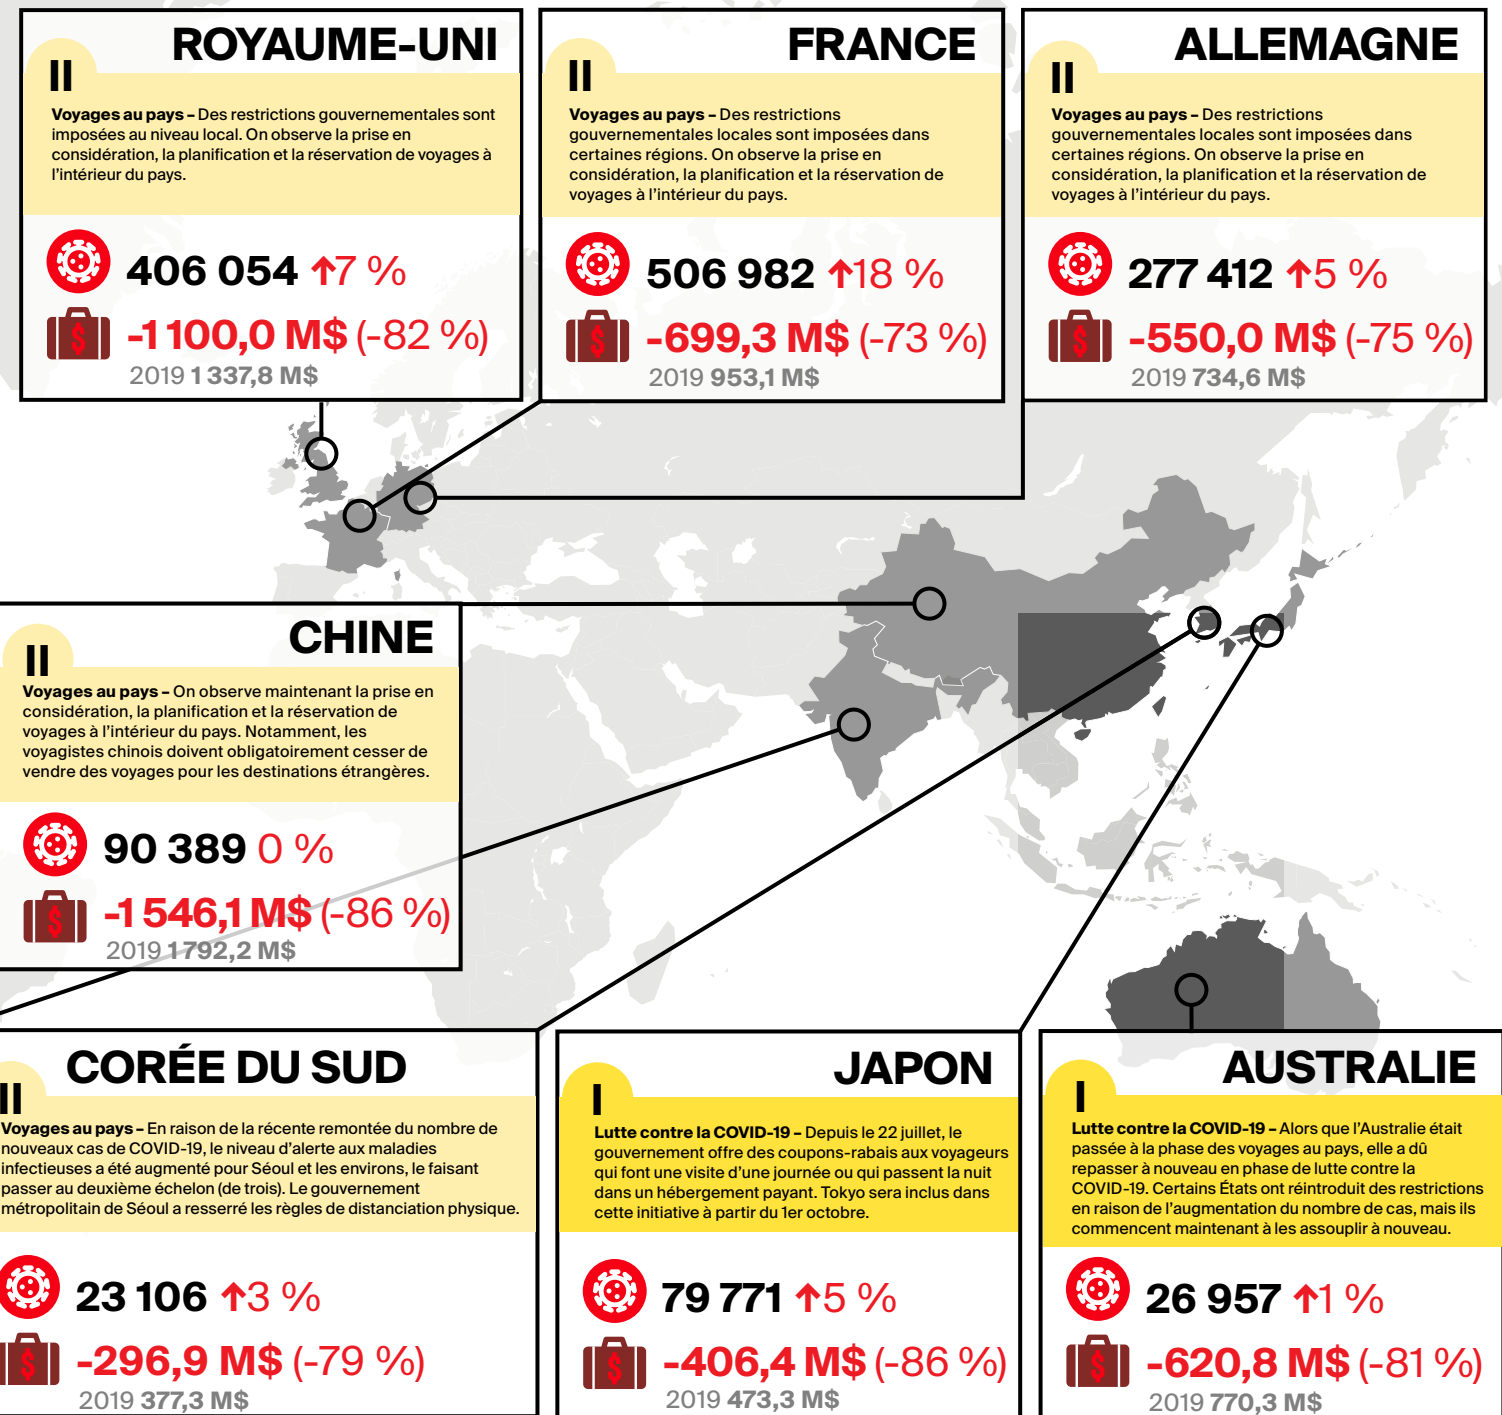 ROYAUME-UNI
II
Voyages au pays – Des restrictions gouvernementales sont
imposées au niveau local. On observe la prise en
considération, la planification et la réservation de voyages à
l'intérieur du pays.
406 054 ↑7 %
-1 100,0 M$ (-82 %)
2019 1 337,8 M$
FRANCE
II
Voyages au pays – Des restrictions
gouvernementales locales sont imposées dans
certaines régions. On observe la prise en
considération, la planification et la réservation de
voyages à l'intérieur du pays.
506 982 ↑18 %
-699,3 M$ (-73 %)
2019 953,1 M$
ALLEMAGNE
II
Voyages au pays – Des restrictions
gouvernementales locales sont imposées dans
certaines régions. On observe la prise en
considération, la planification et la réservation de
voyages à l'intérieur du pays.
277 412 ↑5 %
-550,0 M$ (-75 %)
2019 734,6 M$
CHINE
II
Voyages au pays – On observe maintenant la prise en
considération, la planification et la réservation de
voyages à l'intérieur du pays. Notamment, les
voyagistes chinois doivent obligatoirement cesser de
vendre des voyages pour les destinations étrangères.
90 389 0 %
-1 546,1 M$ (-86 %)
2019 1 792,2 M$
CORÉE DU SUD
II
Voyages au pays – En raison de la récente remontée du nombre de
nouveaux cas de COVID-19, le niveau d'alerte aux maladies
infectieuses a été augmenté pour Séoul et les environs, le faisant
passer au deuxième échelon (de trois). Le gouvernement
métropolitain de Séoul a resserré les règles de distanciation physique.
23 106 ↑3 %
-296,9 M$ (-79 %)
2019 377,3 M$
JAPON
I
Lutte contre la COVID-19 – Depuis le 22 juillet, le
gouvernement offre des coupons-rabais aux voyageurs
qui font une visite d'une journée ou qui passent la nuit
dans un hébergement payant. Tokyo sera inclus dans
cette initiative à partir du 1er octobre.
79 771 ↑5 %
-406,4 M$ (-86 %)
2019 473,3 M$
AUSTRALIE
I
Lutte contre la COVID-19 – Alors que l'Australie était
passée à la phase des voyages au pays, elle a dû
repasser à nouveau en phase de lutte contre la
COVID-19. Certains États ont réintroduit des restrictions
en raison de l'augmentation du nombre de cas, mais ils
commencent maintenant à les assouplir à nouveau.
26 957 ↑1 %
-620,8 M$ (-81 %)
2019 770,3 M$